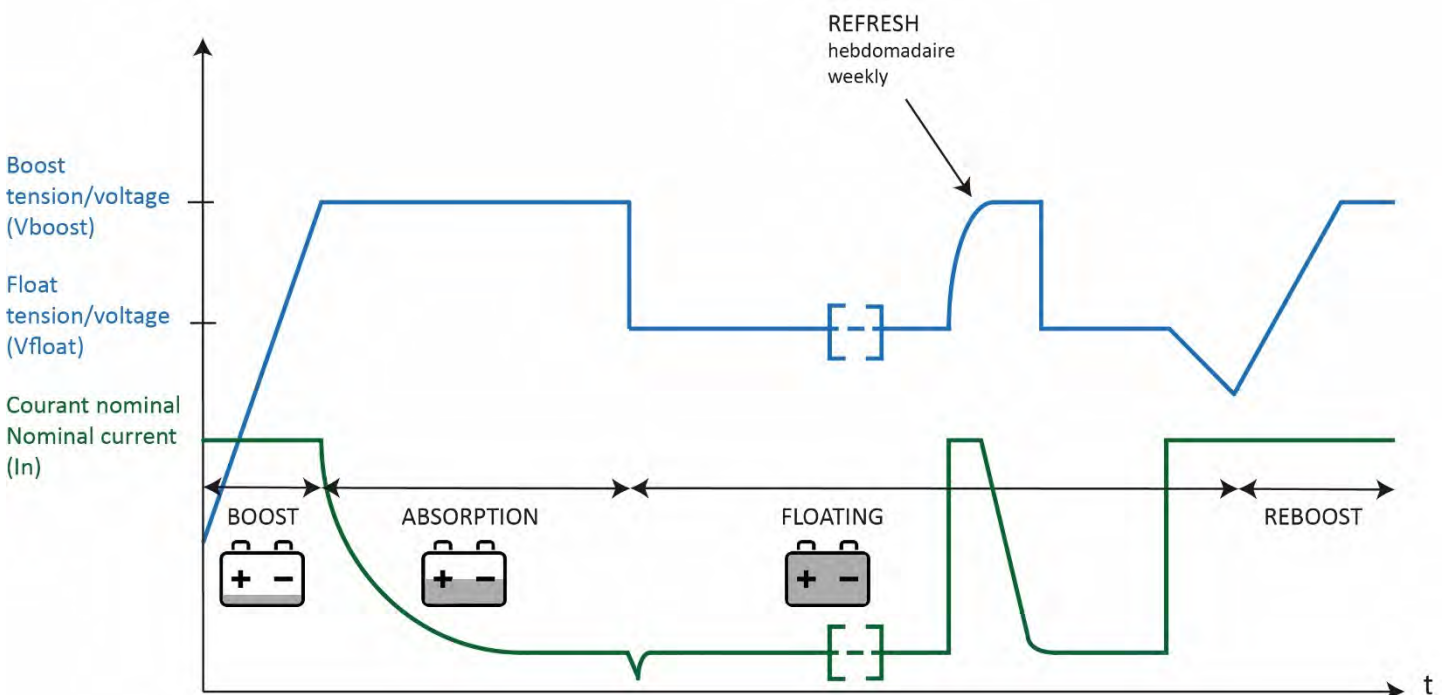 REFRESH
hebdomadaire
weekly
Boost
tension/voltage
(Vboost)
Float
tension/voltage
(Vfloat)
Courant nominal
Nominal current
(In)
BOOST
ABSORPTION
FLOATING
REBOOST
+ −
+ −
+ −
t